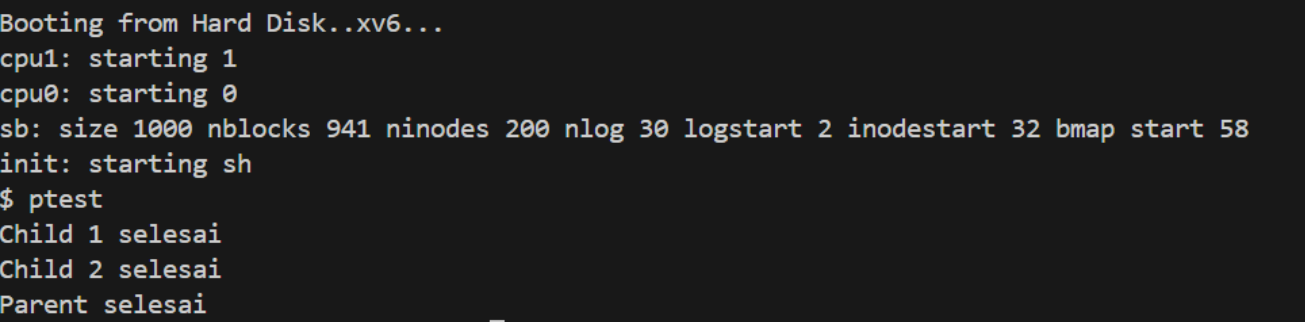 Booting from Hard Disk..xv6...
cpu1: starting 1
cpu0: starting 0
sb: size 1000 nblocks 941 ninodes 200 nlog 30 logstart 2 inodestart 32 bmap start 58
init: starting sh
$ ptest
Child 1 selesai
Child 2 selesai
Parent selesai